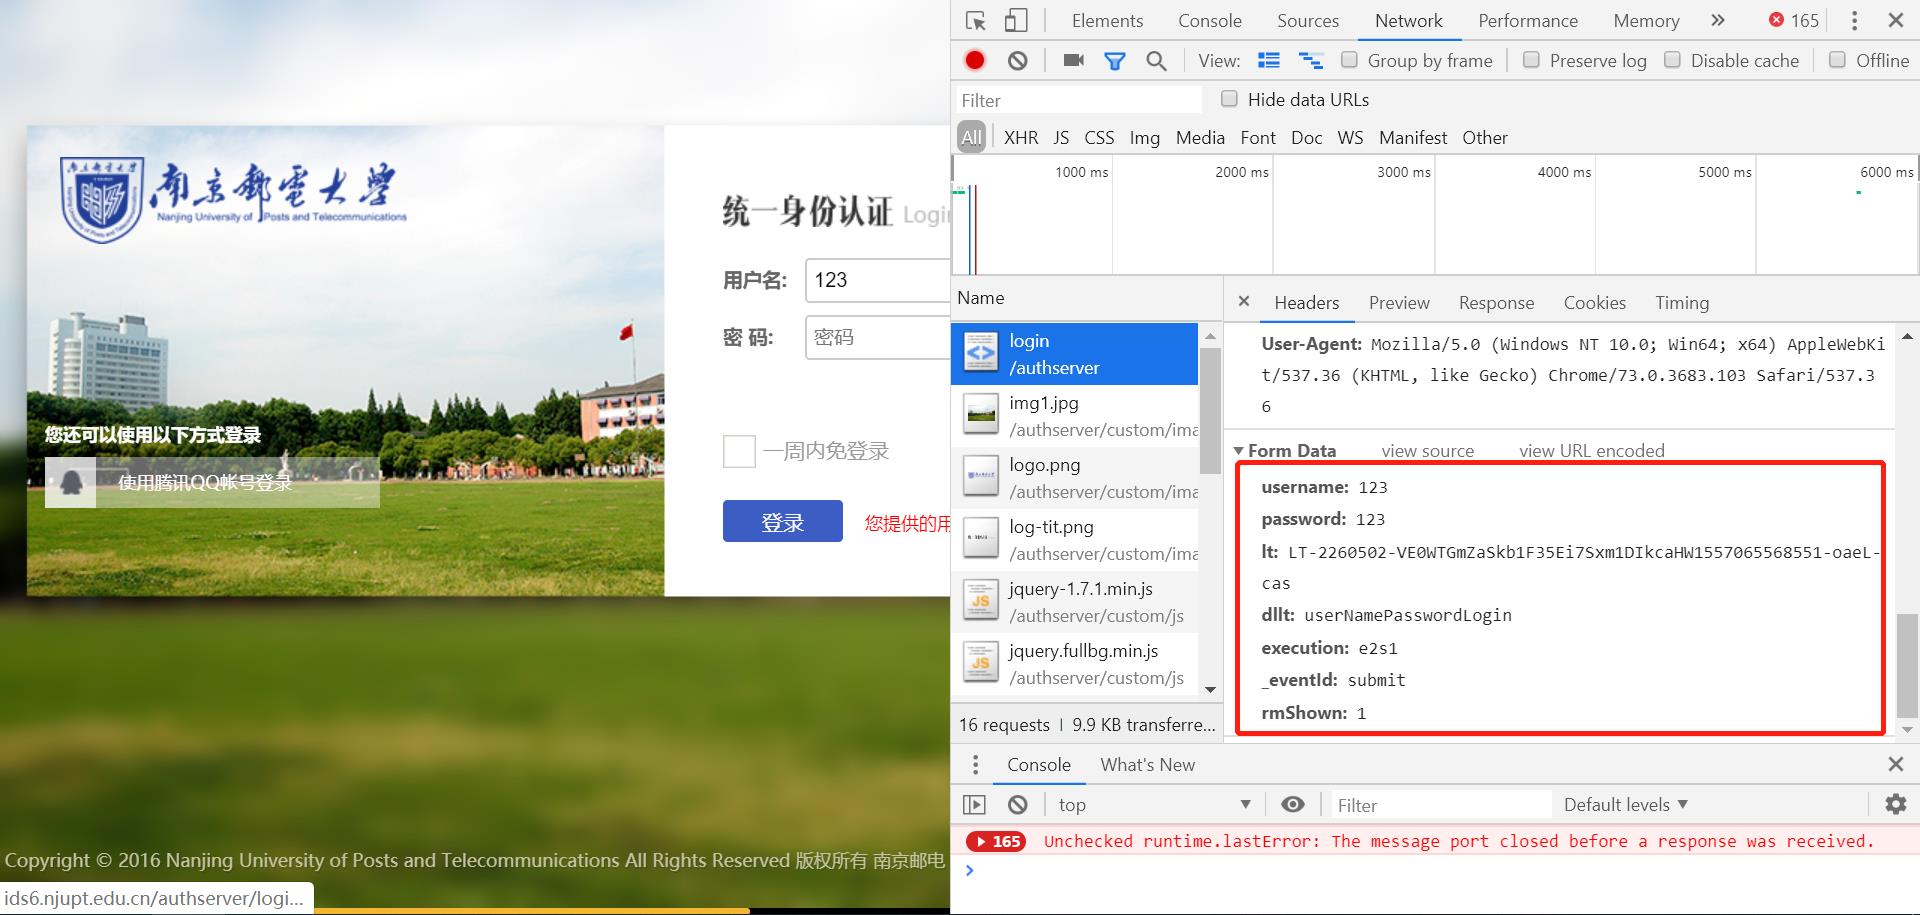 南京邮电大学
Nanjing University of Posts and Telecommunications
统一身份认证 Login
用户名: 123
密 码: 密码
一周内免登录
登录 您提供的用
您还可以使用以下方式登录
使用腾讯QQ帐号登录
Copyright © 2016 Nanjing University of Posts and Telecommunications All Rights Reserved 版权所有 南京邮电
ids6.njupt.edu.cn/authserver/logi...
Elements Console Sources Network Performance Memory » 165
View: Group by frame Preserve log Disable cache Offline
Filter Hide data URLs
All XHR JS CSS Img Media Font Doc WS Manifest Other
1000 ms 2000 ms 3000 ms 4000 ms 5000 ms 6000 ms
Name
login
/authserver
img1.jpg
/authserver/custom/ima
logo.png
/authserver/custom/ima
log-tit.png
/authserver/custom/ima
jquery-1.7.1.min.js
/authserver/custom/js
jquery.fullbg.min.js
/authserver/custom/js
16 requests | 9.9 KB transferre...
Headers Preview Response Cookies Timing
User-Agent: Mozilla/5.0 (Windows NT 10.0; Win64; x64) AppleWebKi
t/537.36 (KHTML, like Gecko) Chrome/73.0.3683.103 Safari/537.3
6
Form Data view source view URL encoded
username: 123
password: 123
lt: LT-2260502-VE0WTGmZaSkb1F35Ei7Sxm1DIkcaHW1557065568551-oaeL-
cas
dllt: userNamePasswordLogin
execution: e2s1
_eventId: submit
rmShown: 1
Console What's New
top Filter Default levels
165 Unchecked runtime.lastError: The message port closed before a response was received.